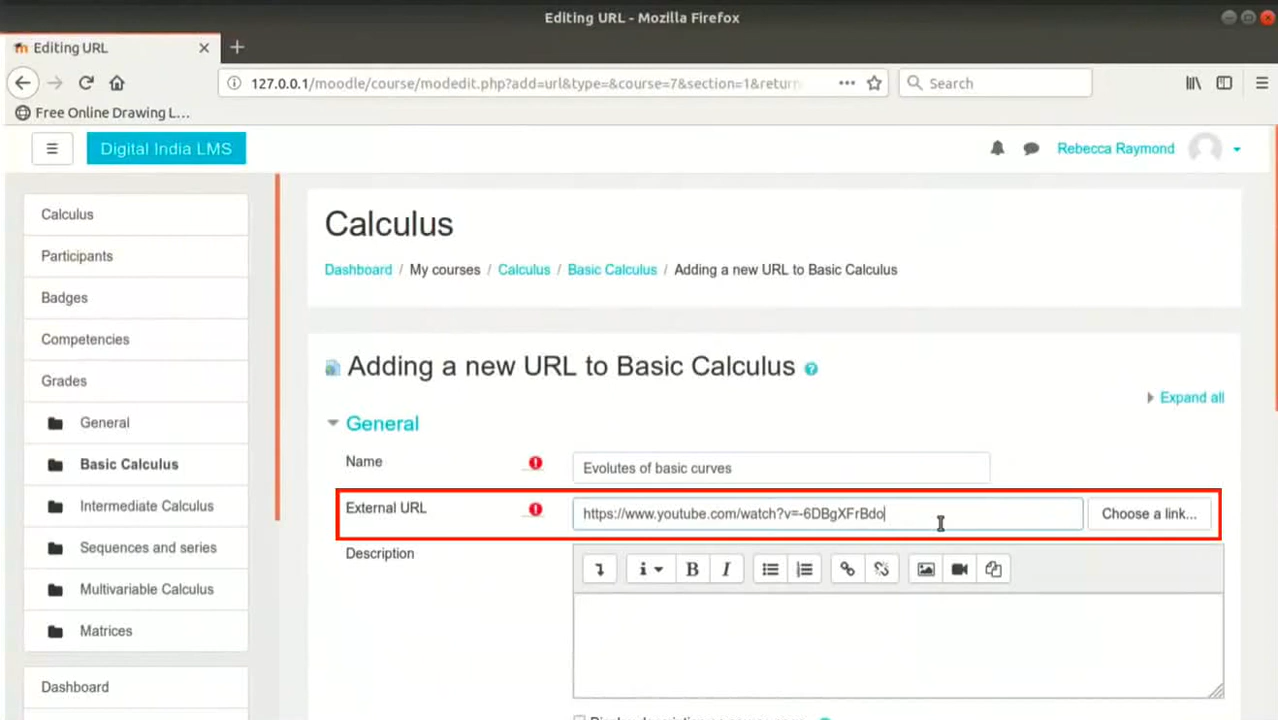 Editing URL - Mozilla Firefox
Editing URL
127.0.0.1/moodle/course/modedit.php?add=url&type=&course=7&section=1&return
Search
Free Online Drawing L...
Digital India LMS
Rebecca Raymond
Calculus
Participants
Badges
Competencies
Grades
General
Basic Calculus
Intermediate Calculus
Sequences and series
Multivariable Calculus
Matrices
Dashboard
Calculus
Dashboard / My courses / Calculus / Basic Calculus / Adding a new URL to Basic Calculus
Adding a new URL to Basic Calculus
Expand all
General
Name
Evolutes of basic curves
External URL
https://www.youtube.com/watch?v=-6DBgXFrBdo
Choose a link...
Description
B I